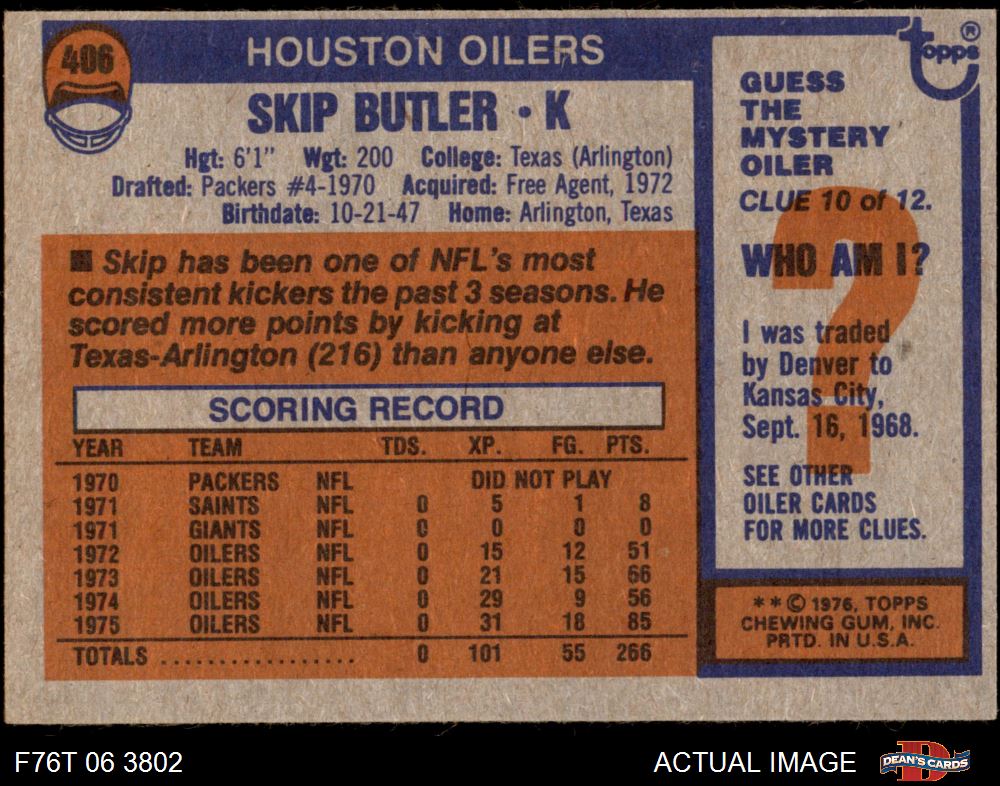 406
HOUSTON OILERS
SKIP BUTLER • K
Hgt: 6'1" Wgt: 200 College: Texas (Arlington)
Drafted: Packers #4-1970 Acquired: Free Agent, 1972
Birthdate: 10-21-47 Home: Arlington, Texas
■ Skip has been one of NFL's most
consistent kickers the past 3 seasons. He
scored more points by kicking at
Texas-Arlington (216) than anyone else.
SCORING RECORD
YEAR TEAM TDS. XP. FG. PTS.
1970 PACKERS NFL DID NOT PLAY
1971 SAINTS NFL 0 5 1 8
1971 GIANTS NFL 0 0 0 0
1972 OILERS NFL 0 15 12 51
1973 OILERS NFL 0 21 15 66
1974 OILERS NFL 0 29 9 56
1975 OILERS NFL 0 31 18 85
TOTALS .................. 0 101 55 266
topps ®
GUESS
THE
MYSTERY
OILER
CLUE 10 of 12.
?
WHO AM I?
I was traded
by Denver to
Kansas City,
Sept. 16, 1968.
SEE OTHER
OILER CARDS
FOR MORE CLUES.
**© 1976, TOPPS
CHEWING GUM, INC.
PRTD. IN U.S.A.
F76T 06 3802
ACTUAL IMAGE
D
DEAN'S CARDS